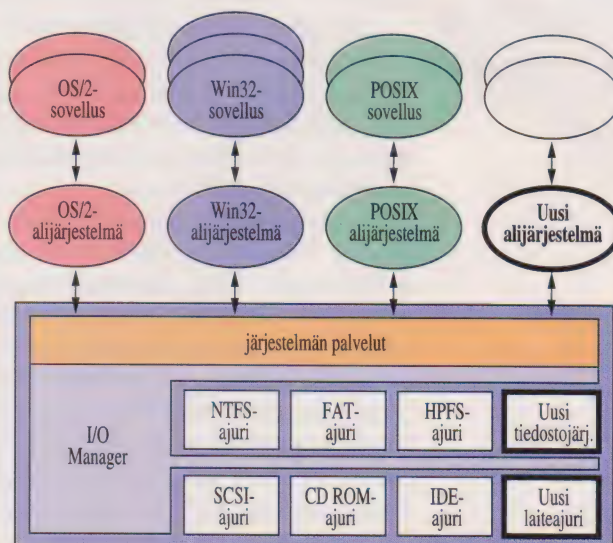 OS/2-
sovellus
Win32-
sovellus
POSIX
sovellus
OS/2-
alijärjestelmä
Win32-
alijärjestelmä
POSIX
alijärjestelmä
Uusi
alijärjestelmä
järjestelmän palvelut
I/O
Manager
NTFS-
ajuri
FAT-
ajuri
HPFS-
ajuri
Uusi
tiedostojärj.
SCSI-
ajuri
CD ROM-
ajuri
IDE-
ajuri
Uusi
laiteajuri